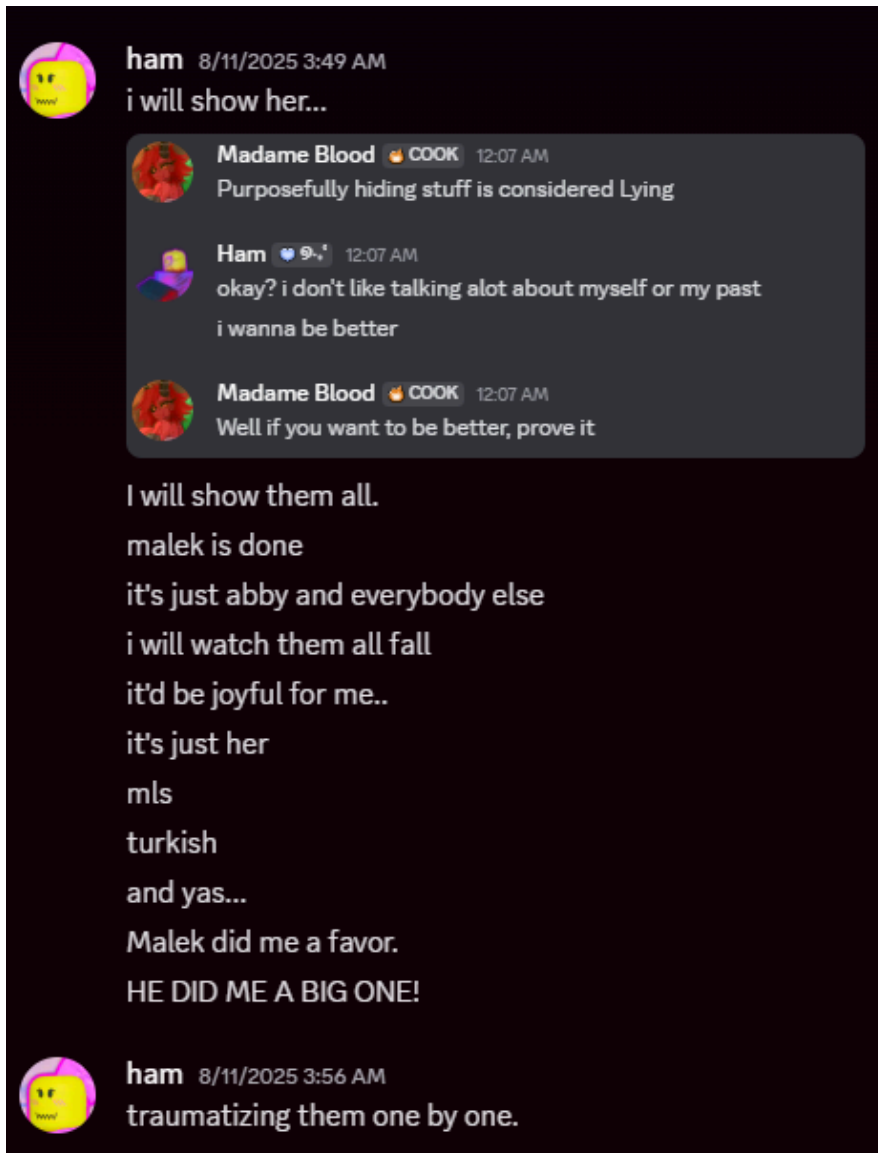 ham 8/11/2025 3:49 AM
i will show her...
Madame Blood COOK 12:07 AM
Purposefully hiding stuff is considered Lying
Ham 12:07 AM
okay? i don't like talking alot about myself or my past
i wanna be better
Madame Blood COOK 12:07 AM
Well if you want to be better, prove it
I will show them all.
malek is done
it's just abby and everybody else
i will watch them all fall
it'd be joyful for me..
it's just her
mls
turkish
and yas...
Malek did me a favor.
HE DID ME A BIG ONE!
ham 8/11/2025 3:56 AM
traumatizing them one by one.